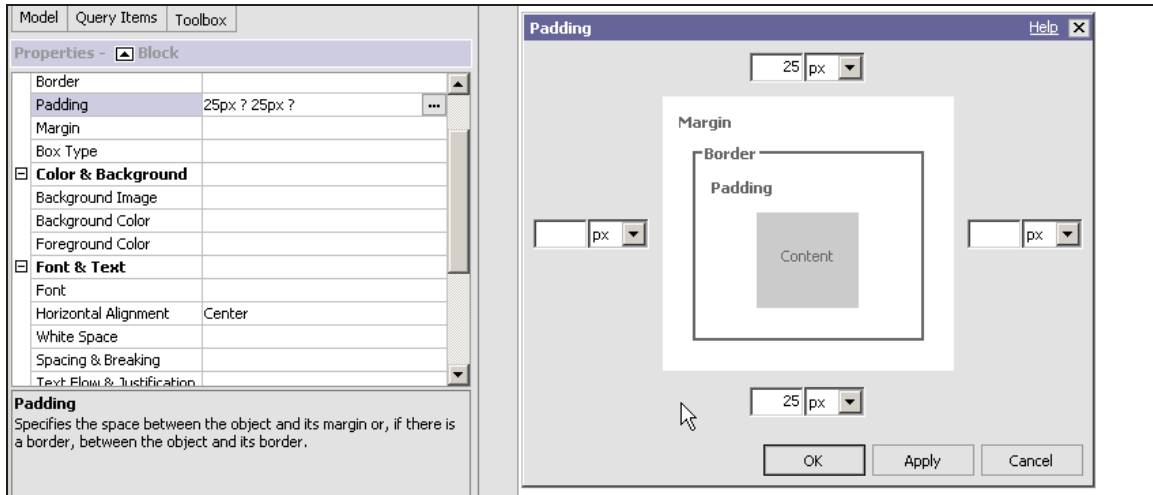 Model Query Items Toolbox
Properties - Block
Border
Padding 25px ? 25px ? ...
Margin
Box Type
Color & Background
Background Image
Background Color
Foreground Color
Font & Text
Font
Horizontal Alignment Center
White Space
Spacing & Breaking
Text Flow & Justification
Padding
Specifies the space between the object and its margin or, if there is
a border, between the object and its border.
Padding Help
25 px
Margin
Border
Padding
px Content px
25 px
OK Apply Cancel